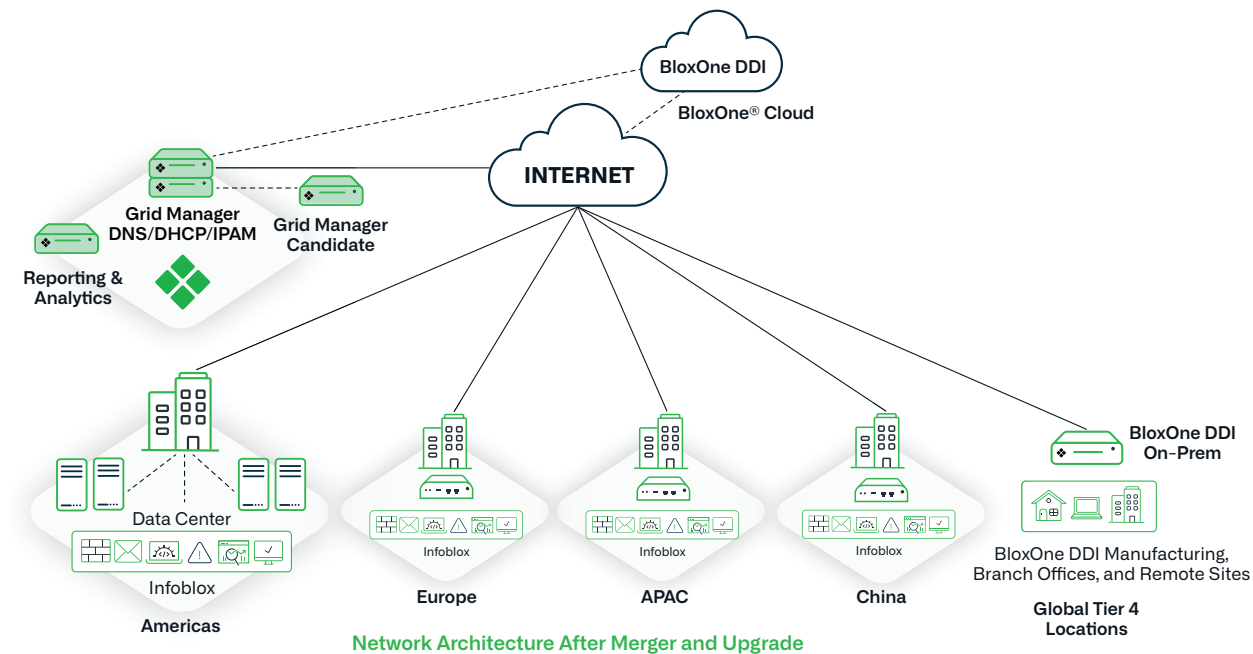 BloxOne DDI
BloxOne® Cloud
INTERNET
Grid Manager
DNS/DHCP/IPAM
Grid Manager
Candidate
Reporting &
Analytics
Data Center
Infoblox
Americas
Infoblox
Europe
Infoblox
APAC
Infoblox
China
BloxOne DDI
On-Prem
BloxOne DDI Manufacturing,
Branch Offices, and Remote Sites
Global Tier 4
Locations
Network Architecture After Merger and Upgrade